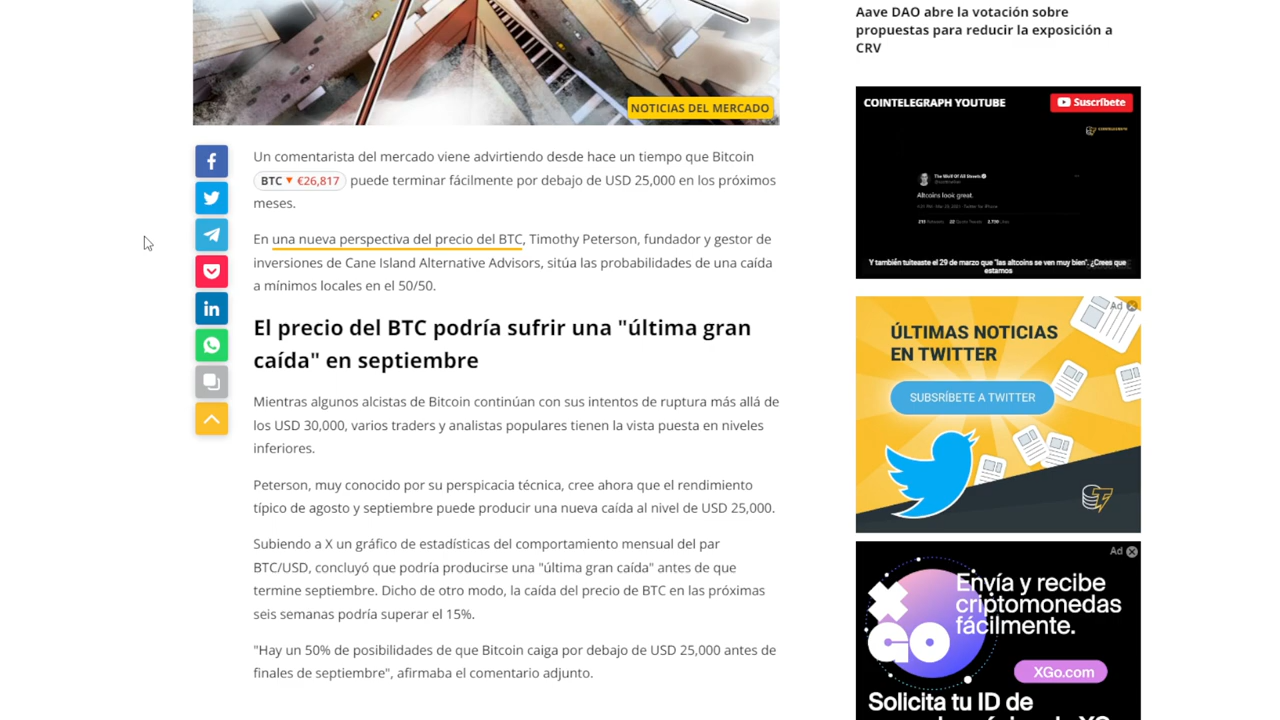 NOTICIAS DEL MERCADO
Un comentarista del mercado viene advirtiendo desde hace un tiempo que Bitcoin
BTC ▼ €26,817 puede terminar fácilmente por debajo de USD 25,000 en los próximos
meses.
En una nueva perspectiva del precio del BTC, Timothy Peterson, fundador y gestor de
inversiones de Cane Island Alternative Advisors, sitúa las probabilidades de una caída
a mínimos locales en el 50/50.
El precio del BTC podría sufrir una "última gran
caída" en septiembre
Mientras algunos alcistas de Bitcoin continúan con sus intentos de ruptura más allá de
los USD 30,000, varios traders y analistas populares tienen la vista puesta en niveles
inferiores.
Peterson, muy conocido por su perspicacia técnica, cree ahora que el rendimiento
típico de agosto y septiembre puede producir una nueva caída al nivel de USD 25,000.
Subiendo a X un gráfico de estadísticas del comportamiento mensual del par
BTC/USD, concluyó que podría producirse una "última gran caída" antes de que
termine septiembre. Dicho de otro modo, la caída del precio de BTC en las próximas
seis semanas podría superar el 15%.
"Hay un 50% de posibilidades de que Bitcoin caiga por debajo de USD 25,000 antes de
finales de septiembre", afirmaba el comentario adjunto.
Aave DAO abre la votación sobre
propuestas para reducir la exposición a
CRV
COINTELEGRAPH YOUTUBE
Suscríbete
The Wolf Of All Streets
Altcoins look great.
Y también tuiteaste el 29 de marzo que "las altcoins se ven muy bien". ¿Crees que
estamos
Ad
ÚLTIMAS NOTICIAS
EN TWITTER
SUBSRÍBETE A TWITTER
Ad
Envía y recibe
criptomonedas
fácilmente.
XGO
XGo.com
Solicita tu ID de